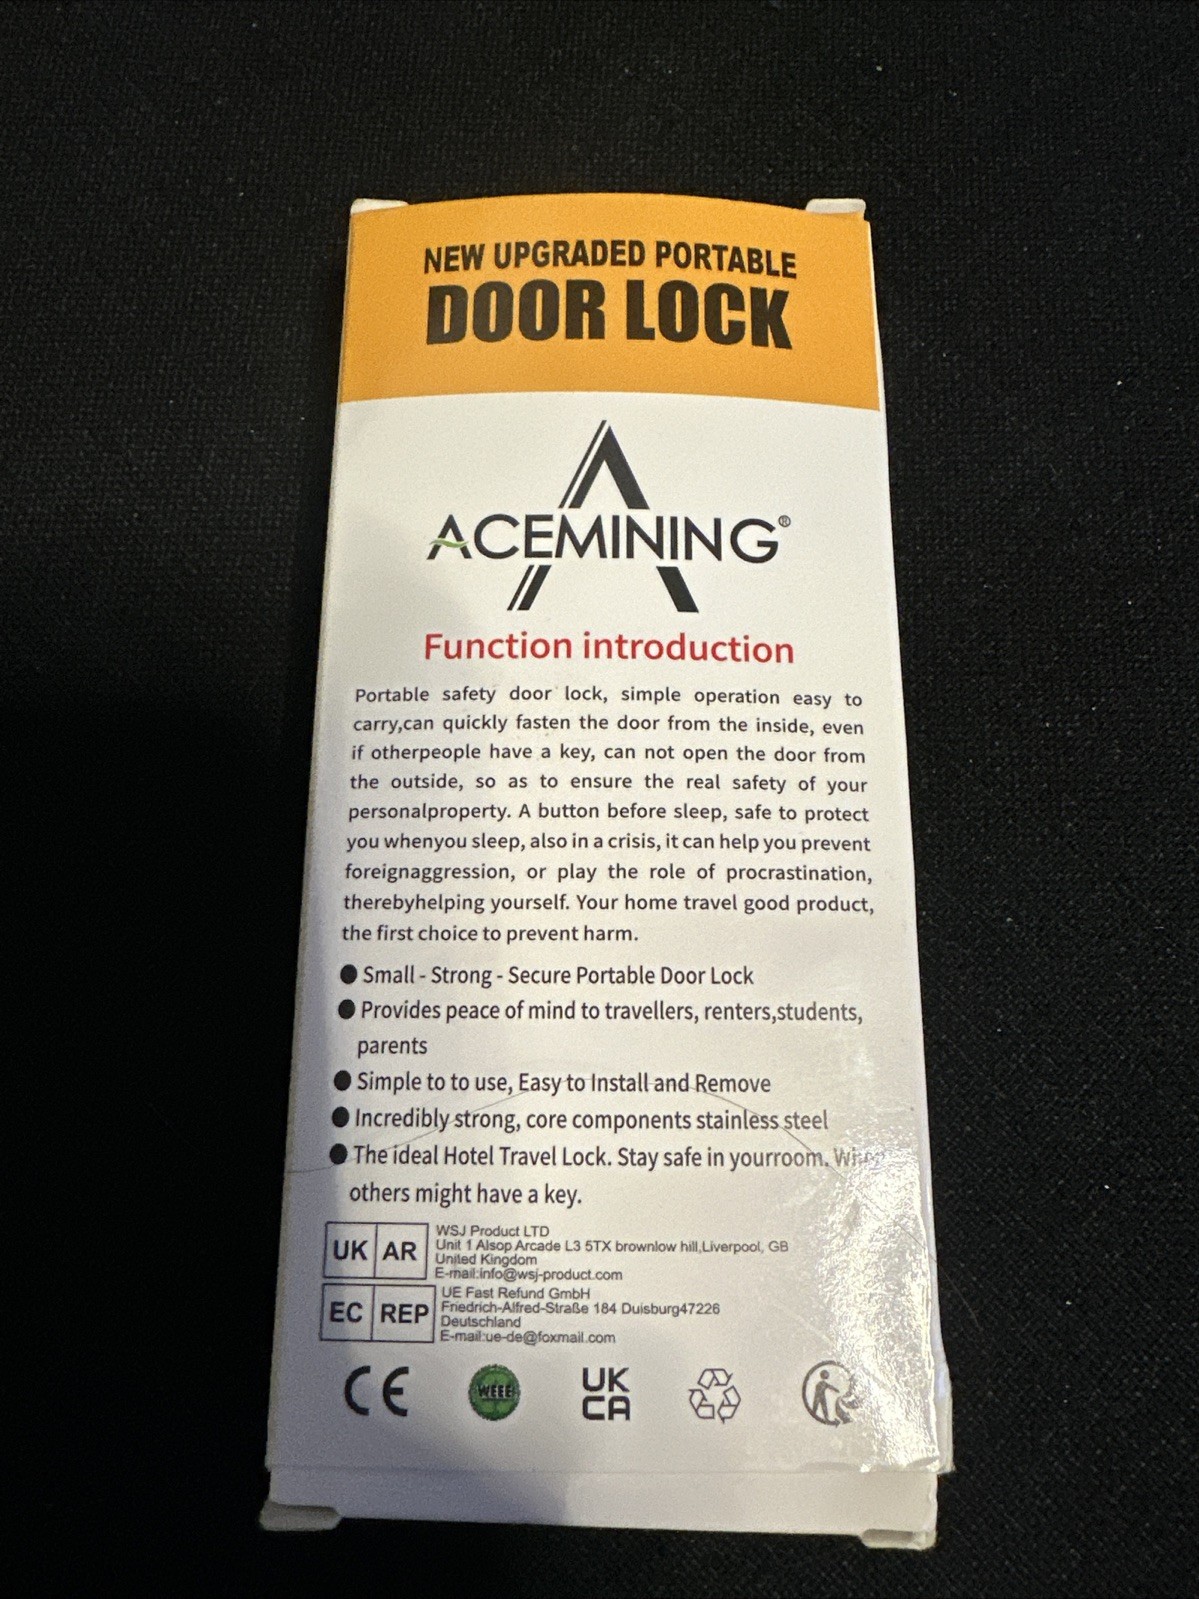 NEW UPGRADED PORTABLE
DOOR LOCK
ACEMINING®
Function introduction
Portable safety door lock, simple operation easy to
carry,can quickly fasten the door from the inside, even
if otherpeople have a key, can not open the door from
the outside, so as to ensure the real safety of your
personalproperty. A button before sleep, safe to protect
you whenyou sleep, also in a crisis, it can help you prevent
foreignaggression, or play the role of procrastination,
therebyhelping yourself. Your home travel good product,
the first choice to prevent harm.
● Small - Strong - Secure Portable Door Lock
● Provides peace of mind to travellers, renters,students,
parents
● Simple to to use, Easy to Install and Remove
● Incredibly strong, core components stainless steel
● The ideal Hotel Travel Lock. Stay safe in yourroom.
others might have a key.
UK AR
WSJ Product LTD
Unit 1 Alsop Arcade L3 5TX brownlow hill,Liverpool, GB
United Kingdom
E-mail:info@wsj-product.com
EC REP
UE Fast Refund GmbH
Friedrich-Alfred-Straße 184 Duisburg47226
Deutschland
E-mail:ue-de@foxmail.com
CE
WEEE
UK
CA